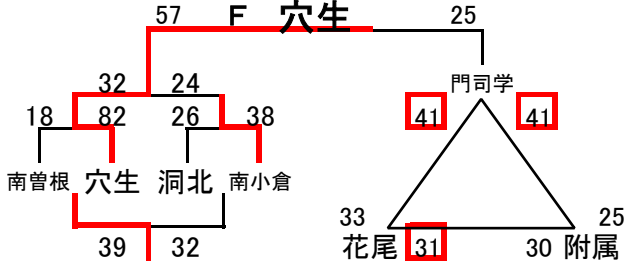 57 F 穴生 25
32 24 門司学
18 82 26 38 41 41
南曽根 穴生 洞北 南小倉
33 25
39 32 花尾 31 30 附属